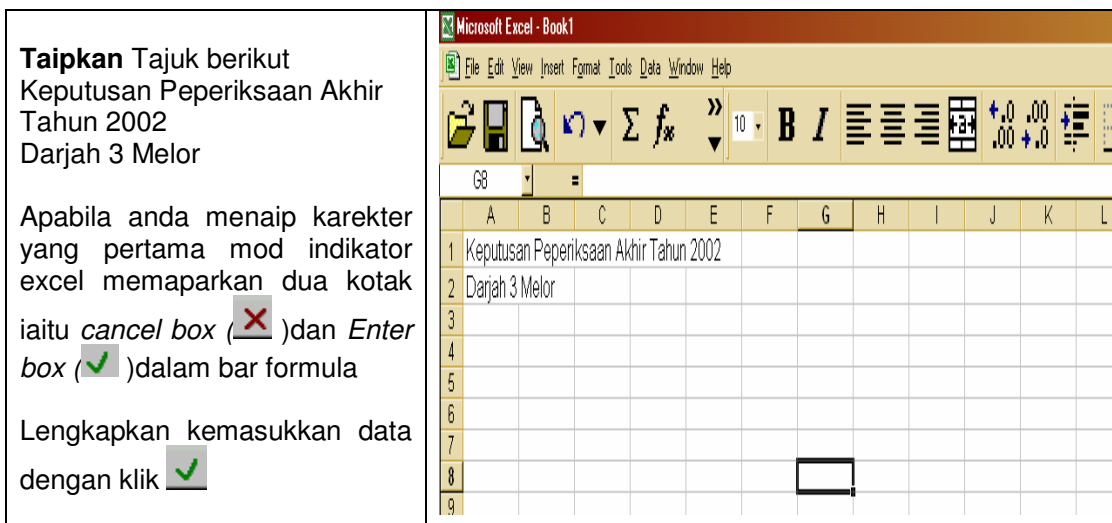 Taipkan Tajuk berikut
Keputusan Peperiksaan Akhir
Tahun 2002
Darjah 3 Melor
Apabila anda menaip karekter
yang pertama mod indikator
excel memaparkan dua kotak
iaitu cancel box ( )dan Enter
box ( )dalam bar formula
Lengkapkan kemasukkan data
dengan klik
Microsoft Excel - Book1
File Edit View Insert Format Tools Data Window Help
10 B I
G8 =
A B C D E F G H I J K L
1 Keputusan Peperiksaan Akhir Tahun 2002
2 Darjah 3 Melor
3
4
5
6
7
8
9